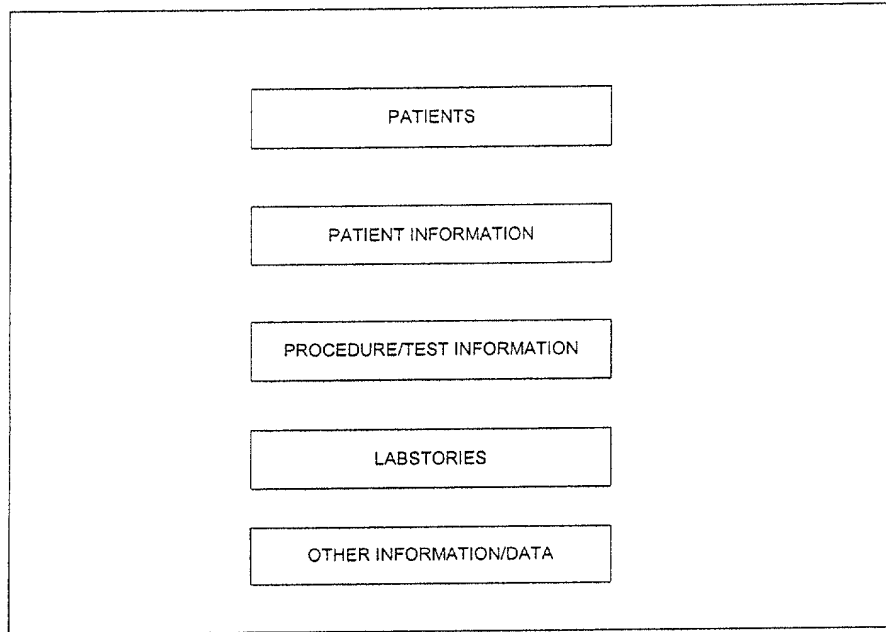 PATIENTS
PATIENT INFORMATION
PROCEDURE/TEST INFORMATION
LABSTORIES
OTHER INFORMATION/DATA